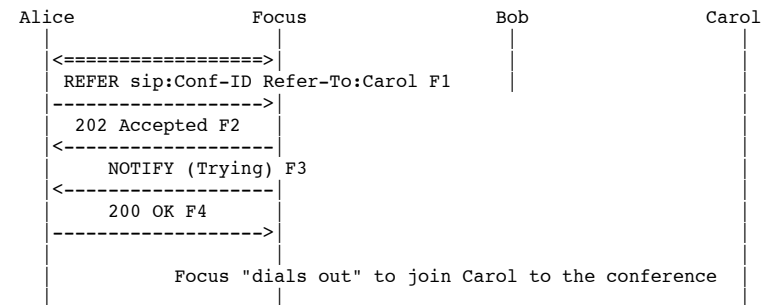 Alice Focus Bob Carol
REFER sip:Conf-ID Refer-To:Carol F1
202 Accepted F2
NOTIFY (Trying) F3
200 OK F4
Focus "dials out" to join Carol to the conference